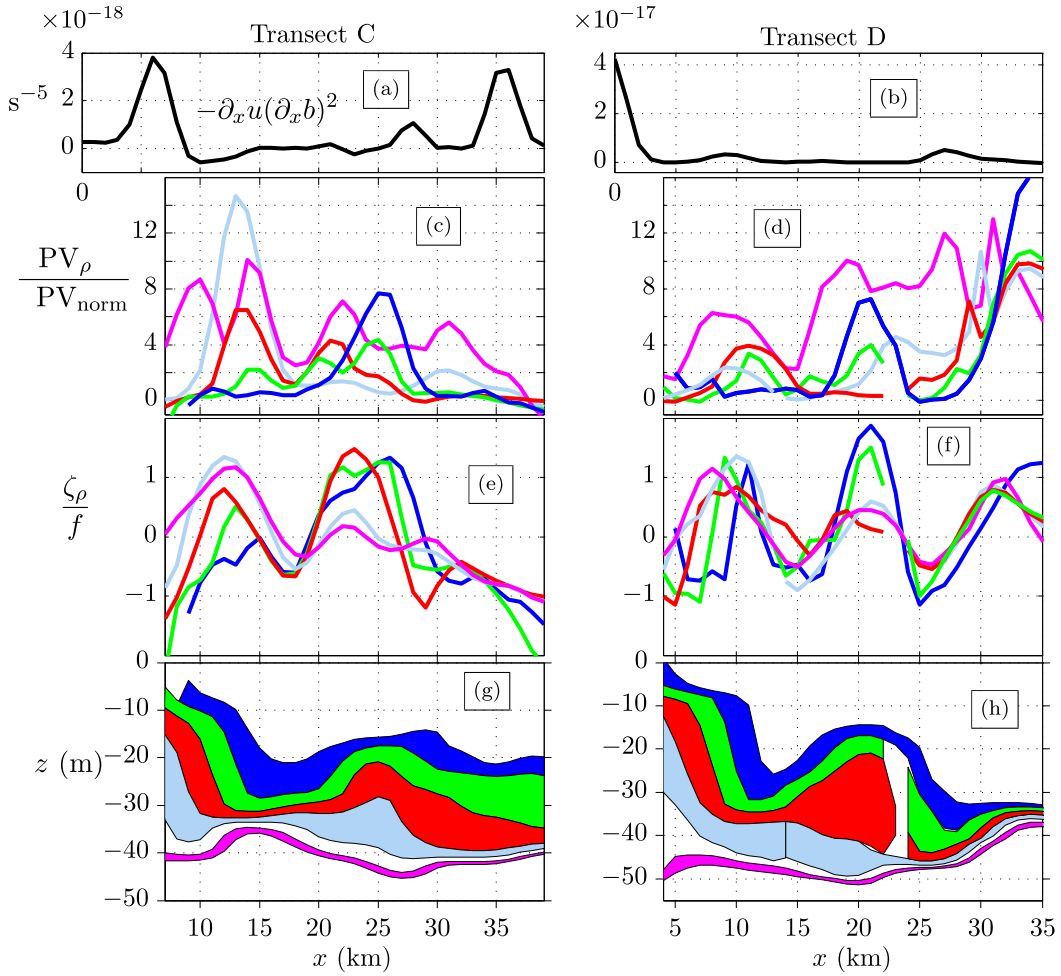 ×10⁻¹⁸
Transect C
4
2
0
s⁻⁵
(a)
−∂ₓu(∂ₓb)²
×10⁻¹⁷
Transect D
4
2
0
(b)
0
12
8
4
0
PVρ
PVnorm
(c)
0
12
8
4
0
(d)
1
0
−1
ζρ
f
(e)
1
0
−1
(f)
0
−10
−20
−30
−40
−50
z (m)
(g)
10 15 20 25 30 35
x (km)
0
−10
−20
−30
−40
−50
(h)
5 10 15 20 25 30 35
x (km)